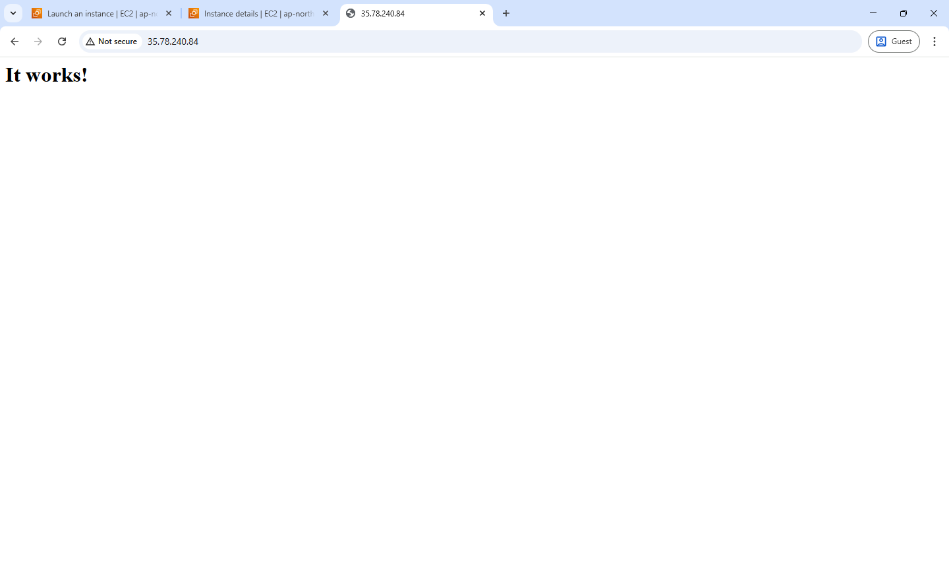 Launch an instance | EC2 | ap-n
Instance details | EC2 | ap-north
35.78.240.84
Not secure
35.78.240.84
Guest
It works!